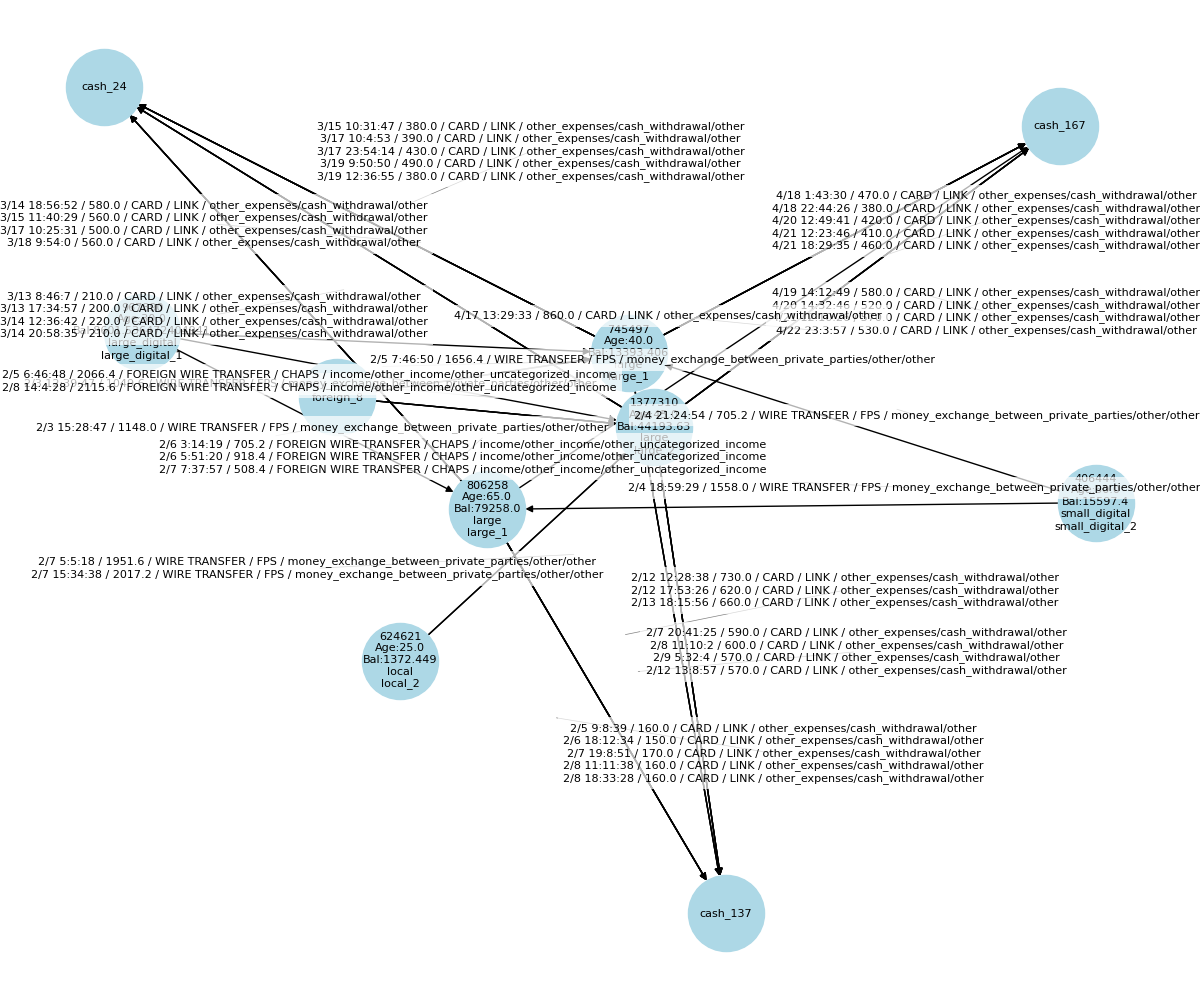 cash_24
cash_167
3/15 10:31:47 / 380.0 / CARD / LINK / other_expenses/cash_withdrawal/other
3/17 10:4:53 / 390.0 / CARD / LINK / other_expenses/cash_withdrawal/other
3/17 23:54:14 / 430.0 / CARD / LINK / other_expenses/cash_withdrawal/other
3/19 9:50:50 / 490.0 / CARD / LINK / other_expenses/cash_withdrawal/other
3/19 12:36:55 / 380.0 / CARD / LINK / other_expenses/cash_withdrawal/other
3/14 18:56:52 / 580.0 / CARD / LINK / other_expenses/cash_withdrawal/other
3/15 11:40:29 / 560.0 / CARD / LINK / other_expenses/cash_withdrawal/other
3/17 10:25:31 / 500.0 / CARD / LINK / other_expenses/cash_withdrawal/other
3/18 9:54:0 / 560.0 / CARD / LINK / other_expenses/cash_withdrawal/other
4/18 1:43:30 / 470.0 / CARD / LINK / other_expenses/cash_withdrawal/other
4/18 22:44:26 / 380.0 / CARD / LINK / other_expenses/cash_withdrawal/other
4/20 12:49:41 / 420.0 / CARD / LINK / other_expenses/cash_withdrawal/other
4/21 12:23:46 / 410.0 / CARD / LINK / other_expenses/cash_withdrawal/other
4/21 18:29:35 / 460.0 / CARD / LINK / other_expenses/cash_withdrawal/other
3/13 8:46:7 / 210.0 / CARD / LINK / other_expenses/cash_withdrawal/other
3/13 17:34:57 / 200.0 / CARD / LINK / other_expenses/cash_withdrawal/other
3/14 12:36:42 / 220.0 / CARD / LINK / other_expenses/cash_withdrawal/other
3/14 20:58:35 / 210.0 / CARD / LINK / other_expenses/cash_withdrawal/other
large_digital
large_digital_1
4/19 14:12:49 / 580.0 / CARD / LINK / other_expenses/cash_withdrawal/other
4/20 14:32:46 / 520.0 / CARD / LINK / other_expenses/cash_withdrawal/other
/ CARD / LINK / other_expenses/cash_withdrawal/other
4/22 23:3:57 / 530.0 / CARD / LINK / other_expenses/cash_withdrawal/other
4/17 13:29:33 / 860.0 / CARD / LINK / other_expenses/cash_withdrawal/other
745497
Age:40.0
Bal:13393.406
large
large_1
2/5 7:46:50 / 1656.4 / WIRE TRANSFER / FPS / money_exchange_between_private_parties/other/other
2/5 6:46:48 / 2066.4 / FOREIGN WIRE TRANSFER / CHAPS / income/other_income/other_uncategorized_income
2/8 14:4:28 / 2115.6 / FOREIGN WIRE TRANSFER / CHAPS / income/other_income/other_uncategorized_income
foreign_8
1377310
Bal:44193.63
large
2/4 21:24:54 / 705.2 / WIRE TRANSFER / FPS / money_exchange_between_private_parties/other/other
2/3 15:28:47 / 1148.0 / WIRE TRANSFER / FPS / money_exchange_between_private_parties/other/other
2/6 3:14:19 / 705.2 / FOREIGN WIRE TRANSFER / CHAPS / income/other_income/other_uncategorized_income
2/6 5:51:20 / 918.4 / FOREIGN WIRE TRANSFER / CHAPS / income/other_income/other_uncategorized_income
2/7 7:37:57 / 508.4 / FOREIGN WIRE TRANSFER / CHAPS / income/other_income/other_uncategorized_income
806258
Age:65.0
Bal:79258.0
large
large_1
406444
2/4 18:59:29 / 1558.0 / WIRE TRANSFER / FPS / money_exchange_between_private_parties/other/other
Bal:15597.4
small_digital
small_digital_2
2/7 5:5:18 / 1951.6 / WIRE TRANSFER / FPS / money_exchange_between_private_parties/other/other
2/7 15:34:38 / 2017.2 / WIRE TRANSFER / FPS / money_exchange_between_private_parties/other/other
2/12 12:28:38 / 730.0 / CARD / LINK / other_expenses/cash_withdrawal/other
2/12 17:53:26 / 620.0 / CARD / LINK / other_expenses/cash_withdrawal/other
2/13 18:15:56 / 660.0 / CARD / LINK / other_expenses/cash_withdrawal/other
2/7 20:41:25 / 590.0 / CARD / LINK / other_expenses/cash_withdrawal/other
2/8 11:10:2 / 600.0 / CARD / LINK / other_expenses/cash_withdrawal/other
2/9 5:32:4 / 570.0 / CARD / LINK / other_expenses/cash_withdrawal/other
2/12 13:8:57 / 570.0 / CARD / LINK / other_expenses/cash_withdrawal/other
624621
Age:25.0
Bal:1372.449
local
local_2
2/5 9:8:39 / 160.0 / CARD / LINK / other_expenses/cash_withdrawal/other
2/6 18:12:34 / 150.0 / CARD / LINK / other_expenses/cash_withdrawal/other
2/7 19:8:51 / 170.0 / CARD / LINK / other_expenses/cash_withdrawal/other
2/8 11:11:38 / 160.0 / CARD / LINK / other_expenses/cash_withdrawal/other
2/8 18:33:28 / 160.0 / CARD / LINK / other_expenses/cash_withdrawal/other
cash_137